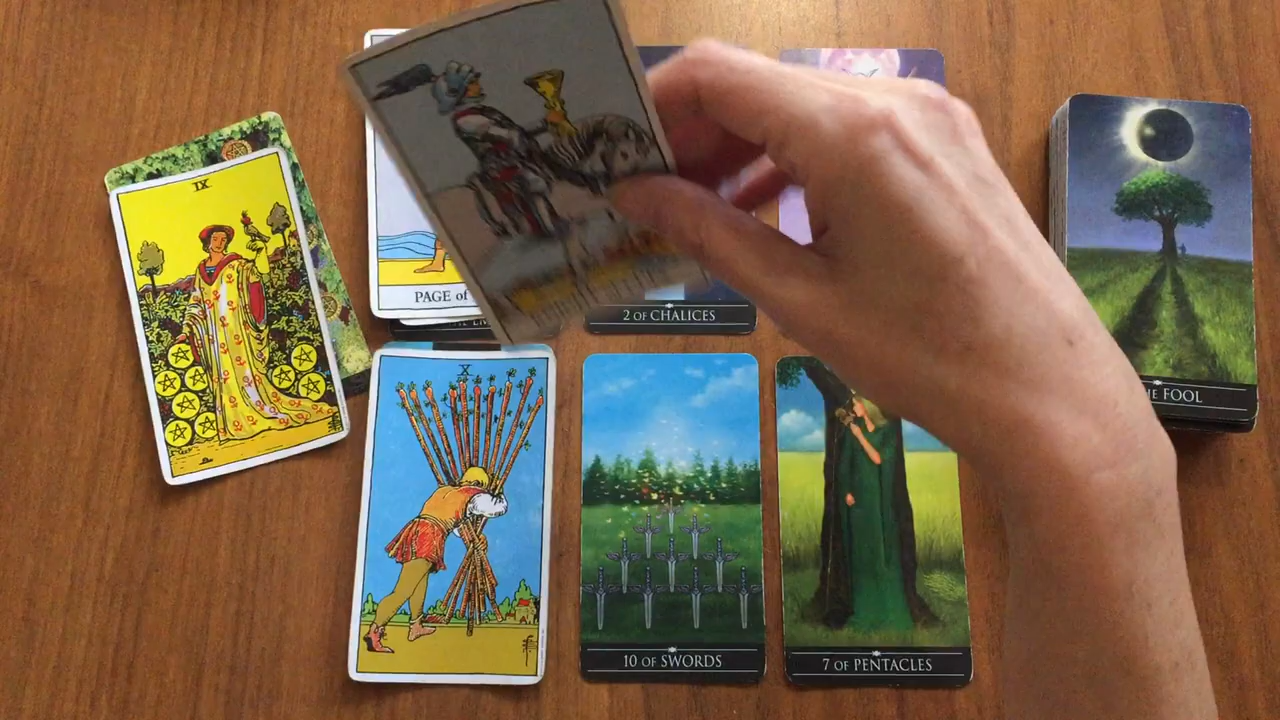 IX
PAGE of
2 OF CHALICES
FOOL
X
10 OF SWORDS
7 OF PENTACLES